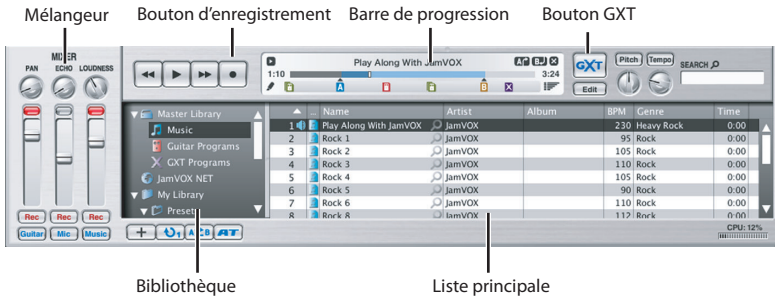 Mélangeur
Bouton d'enregistrement
Barre de progression
Bouton GXT
MIXER
PAN ECHO LOUDNESS
Play Along With JamVOX
A B
1:10 3:24
A B X
GXT
Edit
Pitch Tempo
SEARCH
Master Library
Music
Guitar Programs
GXT Programs
JamVOX NET
My Library
Presets
... Name Artist Album BPM Genre Time
1 Play Along With JamVOX JamVOX 230 Heavy Rock 0:00
2 Rock 1 JamVOX 95 Rock 0:00
3 Rock 2 JamVOX 105 Rock 0:00
4 Rock 3 JamVOX 110 Rock 0:00
5 Rock 4 JamVOX 105 Rock 0:00
6 Rock 5 JamVOX 90 Rock 0:00
7 Rock 6 JamVOX 110 Rock 0:00
8 Rock 8 JamVOX 112 Rock 0:00
Rec Rec Rec
Guitar Mic Music
+ 1 A B AT
CPU: 12%
Bibliothèque
Liste principale